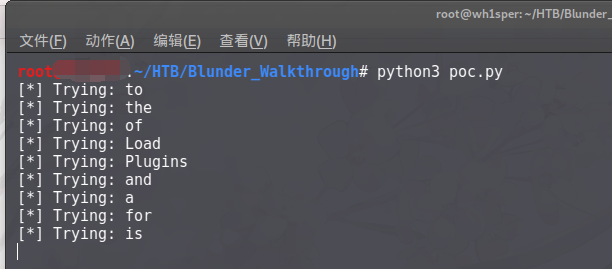 root@wh1sper: ~/HTB/Blunder_
文件(F) 动作(A) 编辑(E) 查看(V) 帮助(H)
root .~/HTB/Blunder_Walkthrough# python3 poc.py
[*] Trying: to
[*] Trying: the
[*] Trying: of
[*] Trying: Load
[*] Trying: Plugins
[*] Trying: and
[*] Trying: a
[*] Trying: for
[*] Trying: is